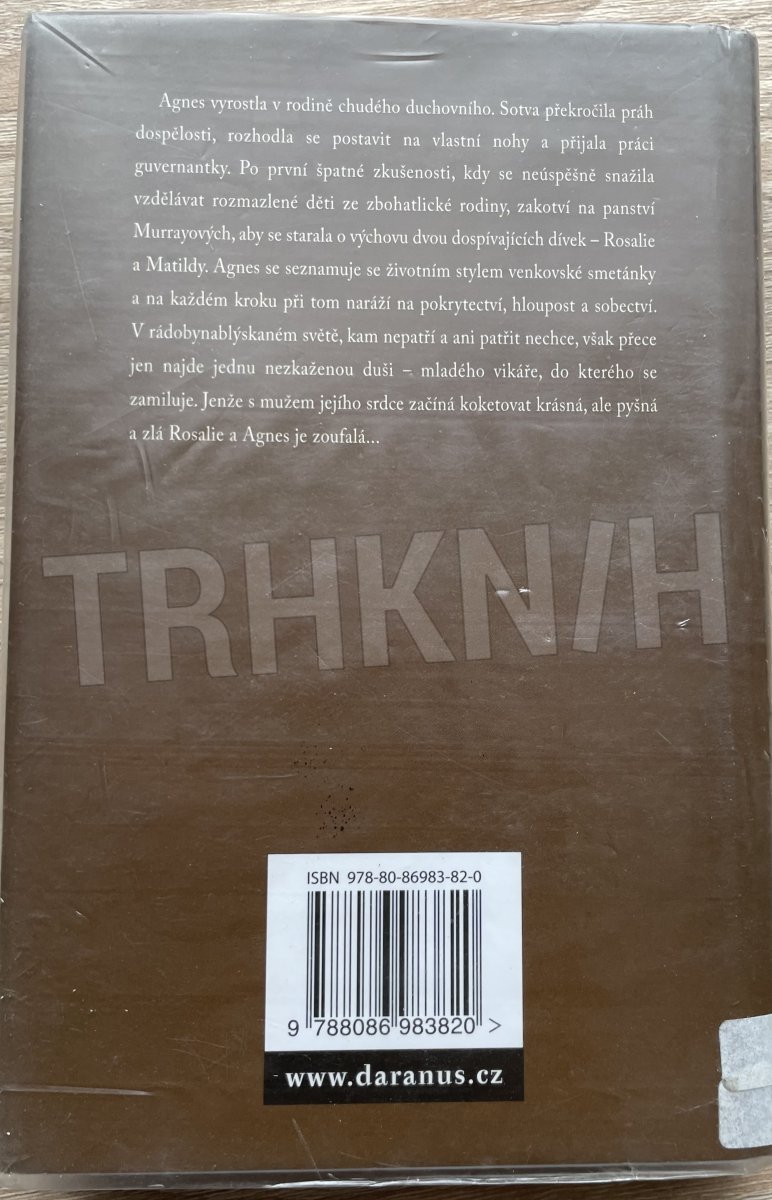 Agnes vyrostla v rodině chudého duchovního. Sotva překročila práh
dospělosti, rozhodla se postavit na vlastní nohy a přijala práci
guvernantky. Po první špatné zkušenosti, kdy se neúspěšně snažila
vzdělávat rozmazlené děti ze zbohatlické rodiny, zakotví na panství
Murrayových, aby se starala o výchovu dvou dospívajících dívek – Rosalie
a Matildy. Agnes se seznamuje se životním stylem venkovské smetánky
a na každém kroku při tom naráží na pokrytectví, hloupost a sobectví.
V rádobynablýskaném světě, kam nepatří a ani patřit nechce, však přece
jen najde jednu nezkaženou duši – mladého vikáře, do kterého se
zamiluje. Jenže s mužem jejího srdce začíná koketovat krásná, ale pyšná
a zlá Rosalie a Agnes je zoufalá...
TRHKNIH
ISBN 978-80-86983-82-0
9 788086 983820 >
www.daranus.cz